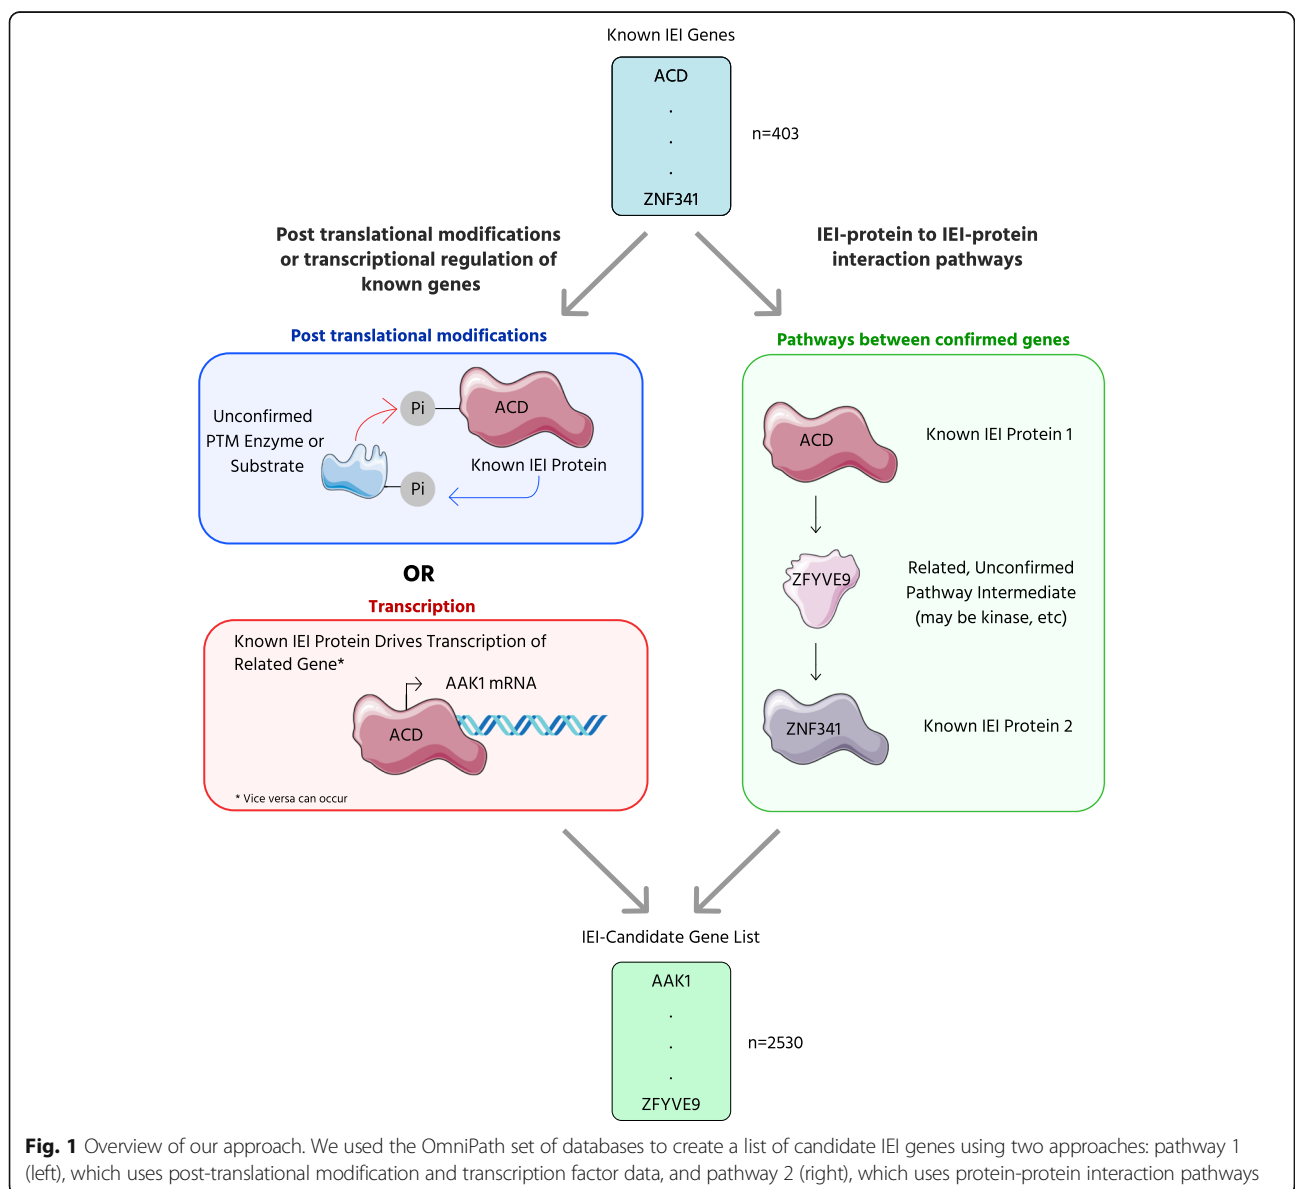 Known IEI Genes
ACD
.
.
.
ZNF341
n=403
Post translational modifications
or transcriptional regulation of
known genes
IEI-protein to IEI-protein
interaction pathways
Post translational modifications
Unconfirmed
PTM Enzyme or
Substrate
Pi
ACD
Known IEI Protein
Pi
OR
Transcription
Known IEI Protein Drives Transcription of
Related Gene*
AAK1 mRNA
ACD
* Vice versa can occur
Pathways between confirmed genes
ACD
Known IEI Protein 1
ZFYVE9
Related, Unconfirmed
Pathway Intermediate
(may be kinase, etc)
ZNF341
Known IEI Protein 2
IEI-Candidate Gene List
AAK1
.
.
.
ZFYVE9
n=2530
Fig. 1 Overview of our approach. We used the OmniPath set of databases to create a list of candidate IEI genes using two approaches: pathway 1
(left), which uses post-translational modification and transcription factor data, and pathway 2 (right), which uses protein-protein interaction pathways